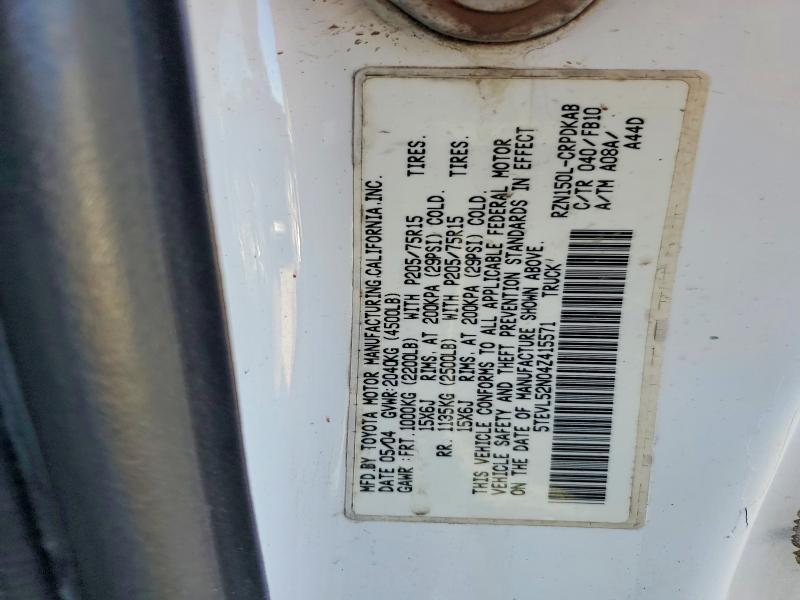 MFD.BY TOYOTA MOTOR MANUFACTURING,CALIFORNIA,INC.
DATE 05/04 GVWR:2040KG (4500LB)
GAWR :FRT. 1000KG (2200LB) WITH P205/75R15 TIRES.
15X6J RIMS. AT 200KPA (29PSI) COLD.
RR. 1135KG (2500LB) WITH P205/75R15 TIRES.
15X6J RIMS. AT 200KPA (29PSI) COLD.
THIS VEHICLE CONFORMS TO ALL APPLICABLE FEDERAL MOTOR
VEHICLE SAFETY AND THEFT PREVENTION STANDARDS IN EFFECT
ON THE DATE OF MANUFACTURE SHOWN ABOVE.
5TEVL52N04Z415571 TRUCK
RZN150L-CRPDKAB
C/TR 040/FB10
A/TM A08A/
A44D